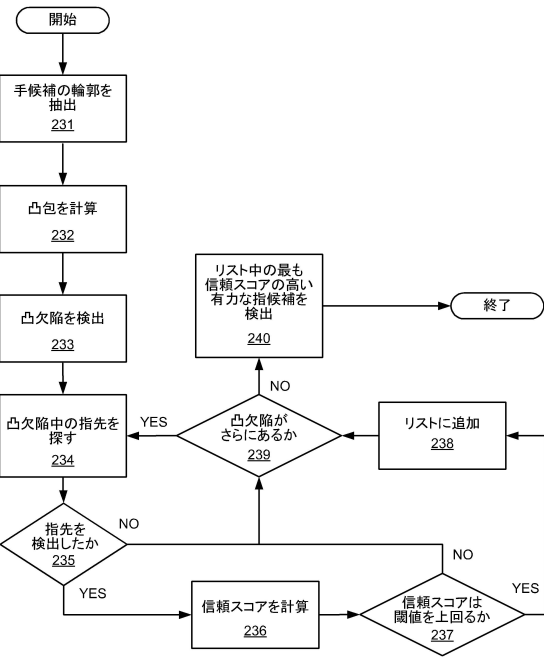 開始
手候補の輪郭を
抽出
231
凸包を計算
232
凸欠陥を検出
233
凸欠陥中の指先を
探す
234
指先を
検出したか
235
NO
YES
信頼スコアを計算
236
信頼スコアは
閾値を上回るか
237
NO
YES
リストに追加
238
凸欠陥が
さらにあるか
239
YES
NO
リスト中の最も
信頼スコアの高い
有力な指候補を
検出
240
終了